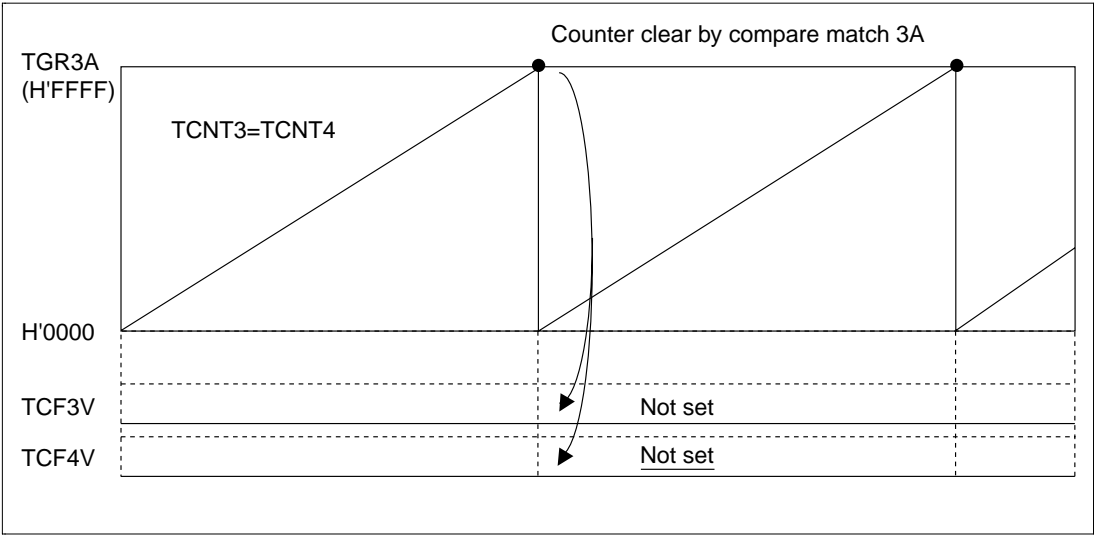 Counter clear by compare match 3A
TGR3A
(H'FFFF)
TCNT3=TCNT4
H'0000
TCF3V
Not set
TCF4V
Not set